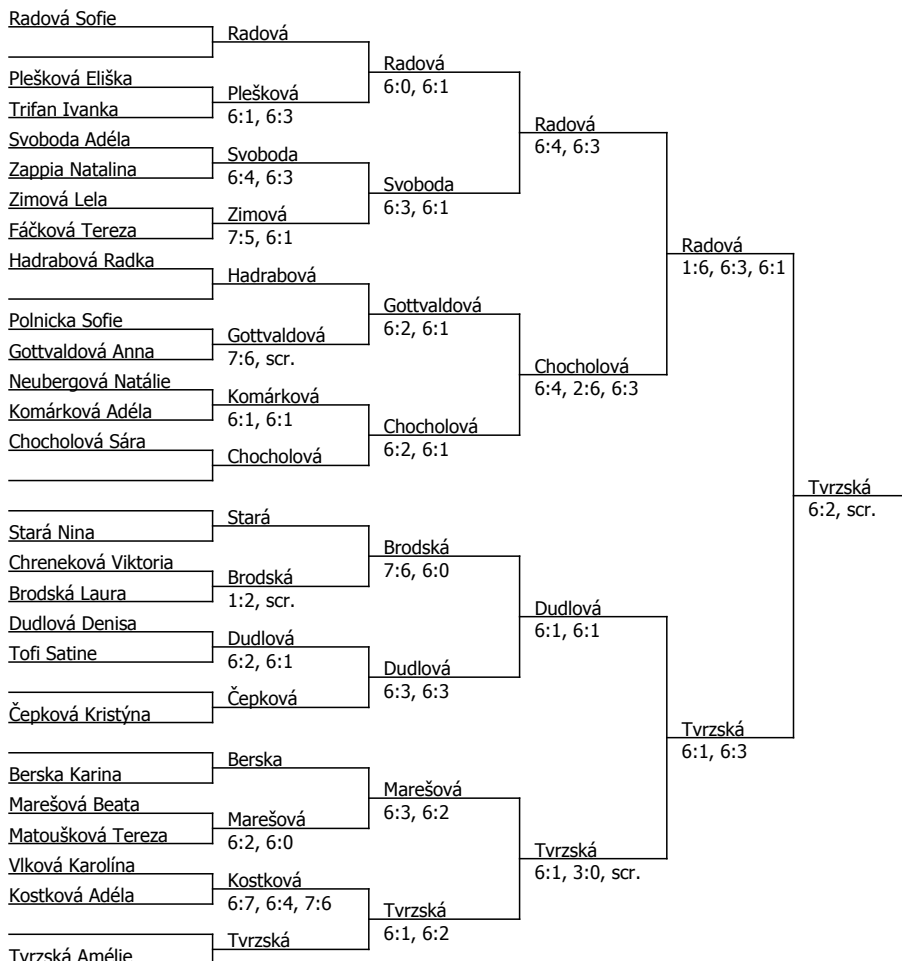 Radová Sofie
Radová
Radová
6:0, 6:1
Plešková Eliška
Plešková
6:1, 6:3
Trifan Ivanka
Radová
6:4, 6:3
Svoboda Adéla
Svoboda
6:4, 6:3
Zappia Natalina
Svoboda
6:3, 6:1
Zimová Lela
Zimová
7:5, 6:1
Fáčková Tereza
Radová
1:6, 6:3, 6:1
Hadrabová Radka
Hadrabová
Gottvaldová
6:2, 6:1
Polnicka Sofie
Gottvaldová
7:6, scr.
Gottvaldová Anna
Chocholová
6:4, 2:6, 6:3
Neubergová Natálie
Komárková
6:1, 6:1
Komárková Adéla
Chocholová
6:2, 6:1
Chocholová Sára
Chocholová
Tvrzská
6:2, scr.
Stará
Stará Nina
Brodská
7:6, 6:0
Chreneková Viktoria
Brodská
1:2, scr.
Brodská Laura
Dudlová
6:1, 6:1
Dudlová Denisa
Dudlová
6:2, 6:1
Tofi Satine
Dudlová
6:3, 6:3
Čepková
Čepková Kristýna
Tvrzská
6:1, 6:3
Berska
Berska Karina
Marešová
6:3, 6:2
Marešová Beata
Marešová
6:2, 6:0
Matoušková Tereza
Tvrzská
6:1, 3:0, scr.
Vlková Karolína
Kostková
6:7, 6:4, 7:6
Kostková Adéla
Tvrzská
6:1, 6:2
Tvrzská
Tvrzská Amélie